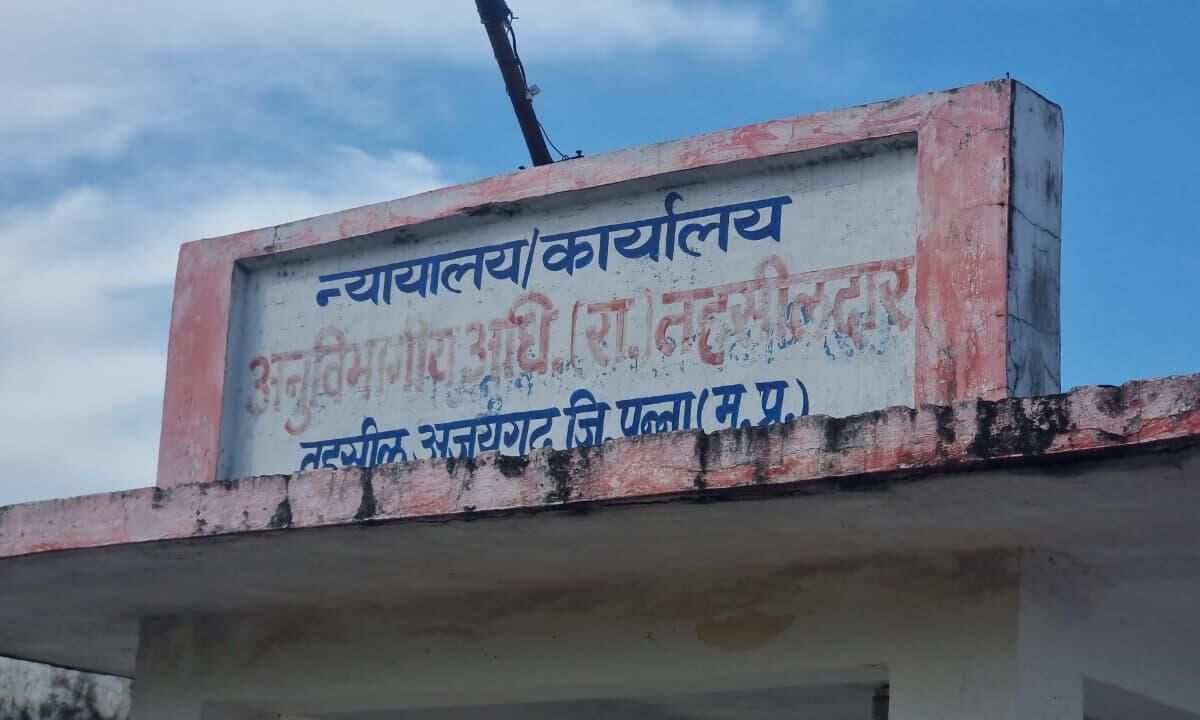 न्यायालय/कार्यालय
अनुविभागीय अधि.(रा.)तहसीलदार
तहसील अजयगढ जि.पन्ना(म.प्र.)